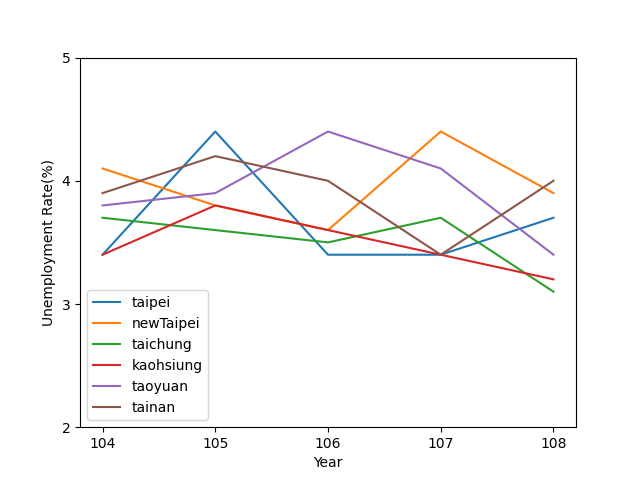 5
4
3
2
Unemployment Rate(%)
taipei
newTaipei
taichung
kaohsiung
taoyuan
tainan
104 105 106 107 108
Year